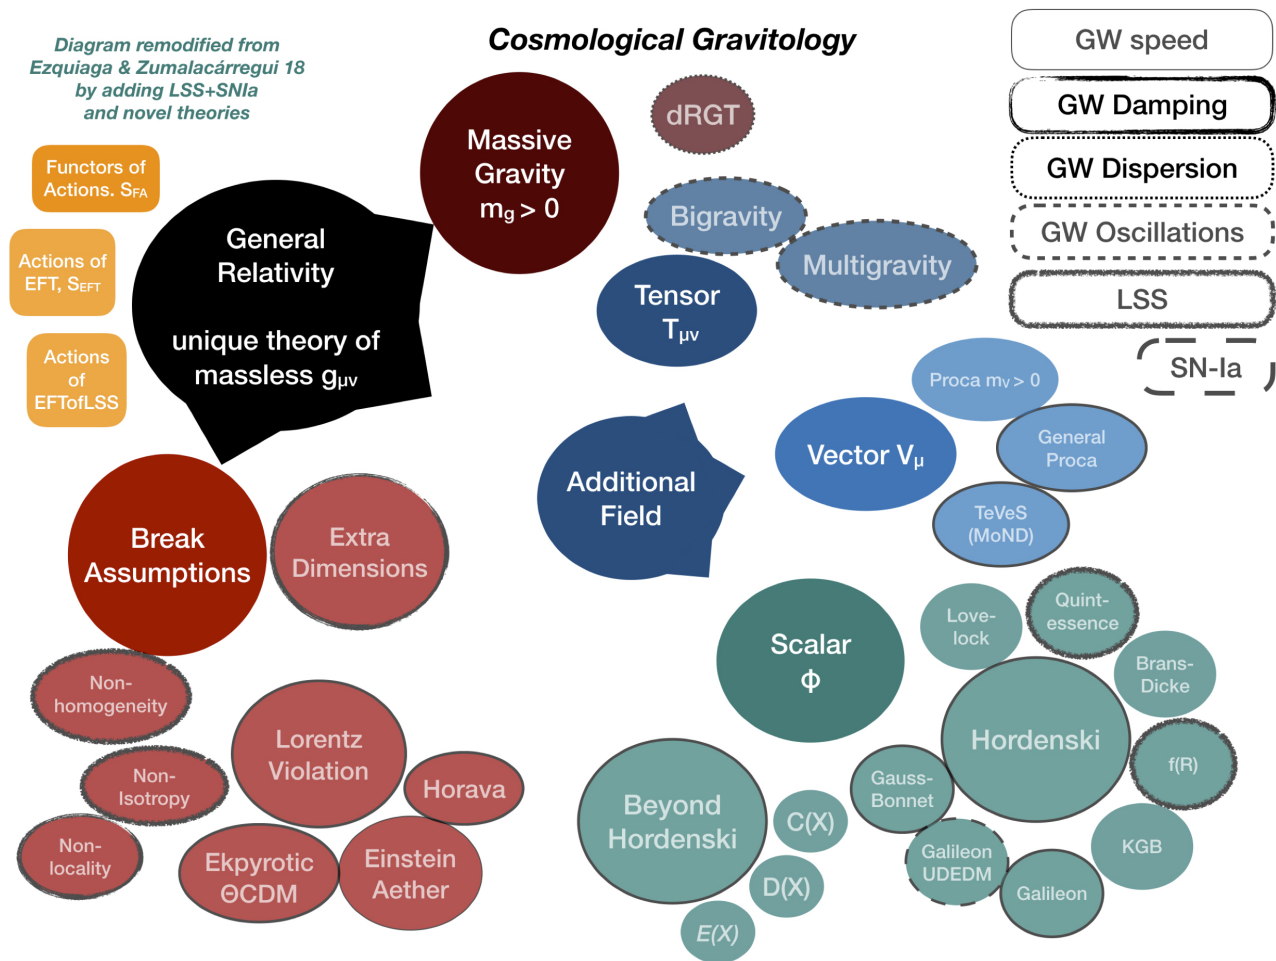 Diagram remodified from
Ezquiaga & Zumalacárregui 18
by adding LSS+SNIa
and novel theories
Cosmological Gravitology
GW speed
GW Damping
GW Dispersion
GW Oscillations
LSS
SN-Ia
Functors of
Actions. SFA
Actions of
EFT, SEFT
Actions
of
EFTofLSS
General
Relativity
unique theory of
massless gμν
Massive
Gravity
mg > 0
dRGT
Bigravity
Multigravity
Tensor
Tμν
Proca mv > 0
General
Proca
Vector Vμ
TeVeS
(MoND)
Additional
Field
Break
Assumptions
Extra
Dimensions
Non-
homogeneity
Non-
Isotropy
Non-
locality
Lorentz
Violation
Horava
Ekpyrotic
ΘCDM
Einstein
Aether
Scalar
Φ
Love-
lock
Quint-
essence
Brans-
Dicke
Hordenski
f(R)
Gauss-
Bonnet
KGB
Galileon
UDEDM
Galileon
Beyond
Hordenski
C(X)
D(X)
E(X)